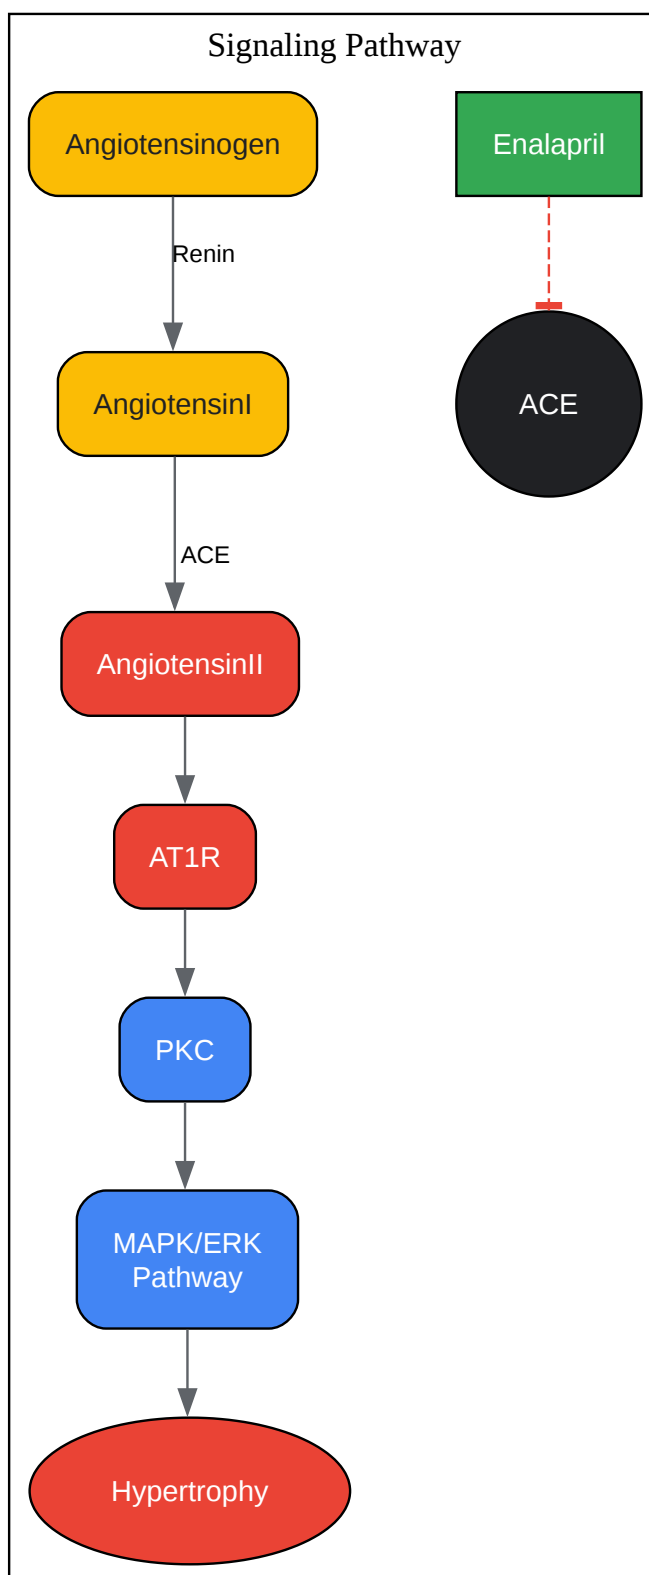 Signaling Pathway
Angiotensinogen
Enalapril
Renin
AngiotensinI
ACE
ACE
AngiotensinII
AT1R
PKC
MAPK/ERK
Pathway
Hypertrophy